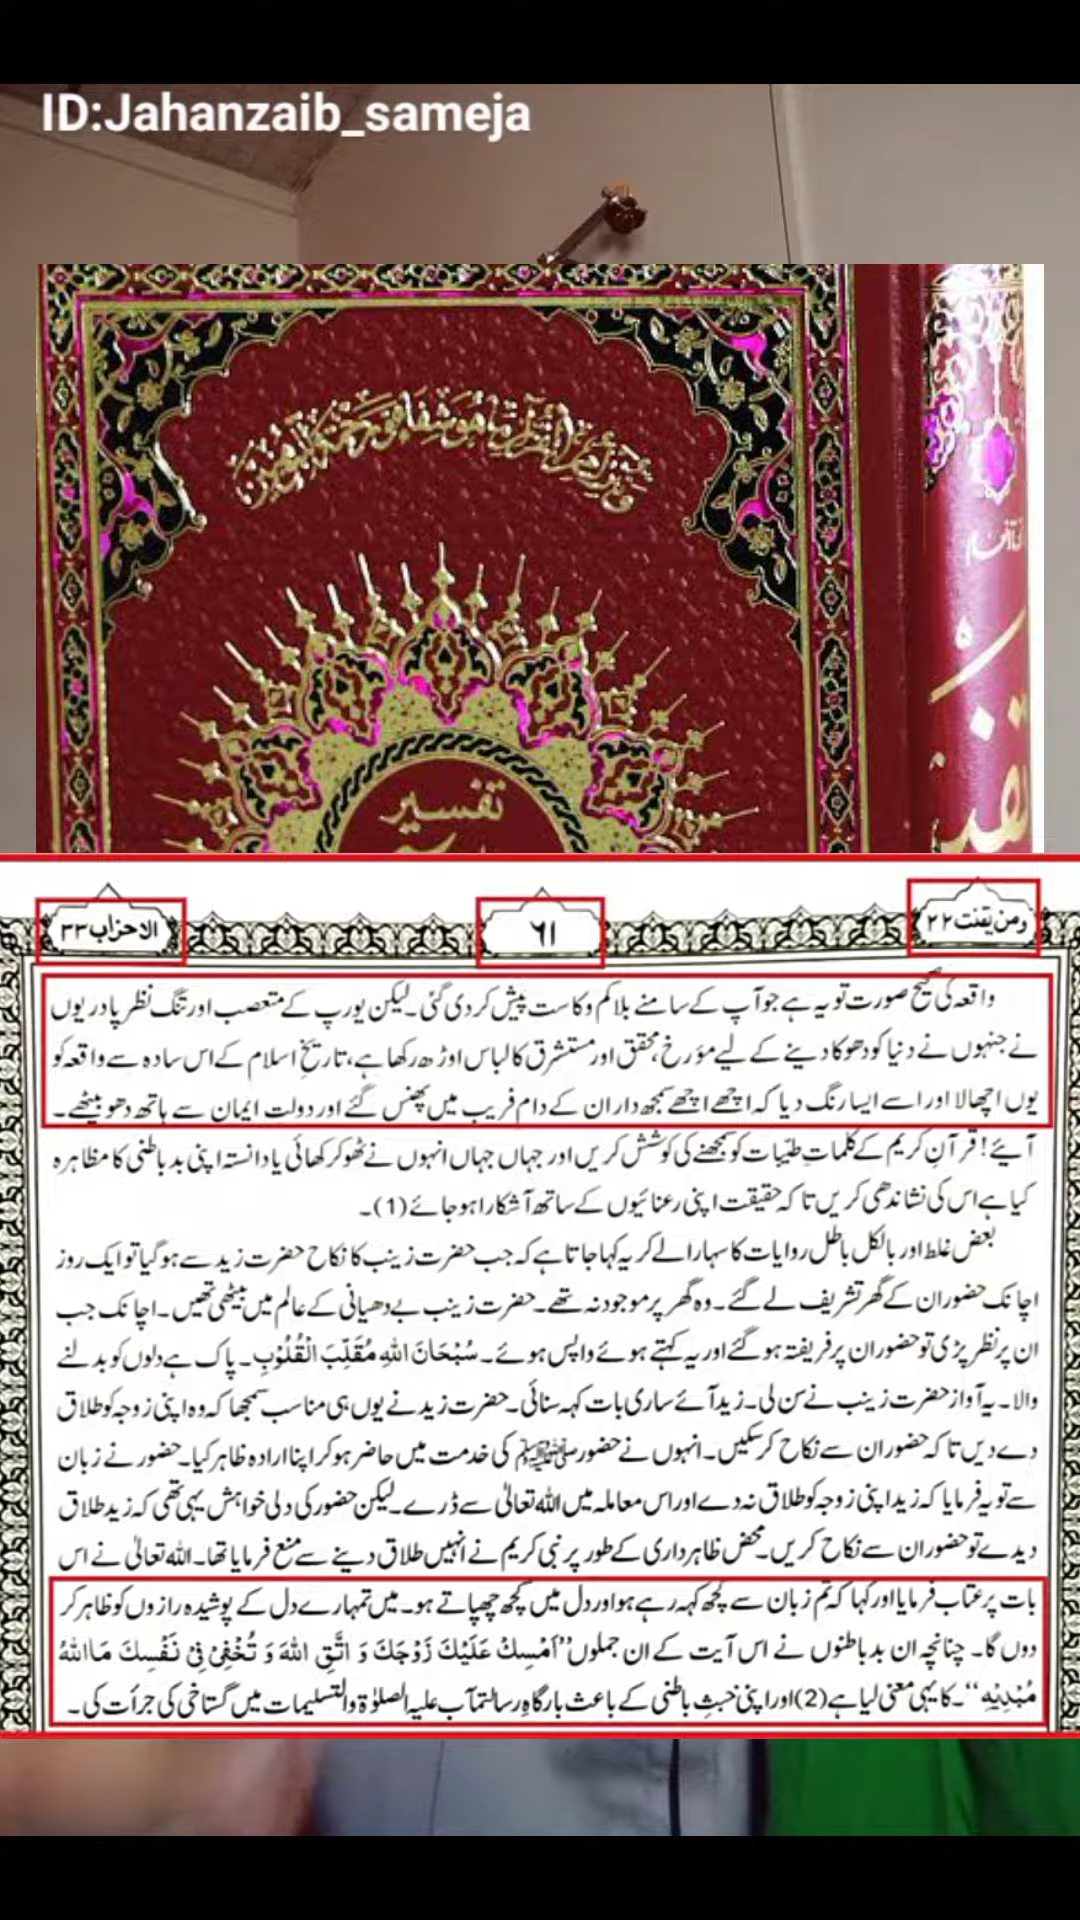 ID:Jahanzaib_sameja
تفسير
الاحزاب ۳۳
۶۱
ومن یقنت ۲۲
واقعہ کی صحیح صورت تو یہ ہے جو آپ کے سامنے بلا کم و کاست پیش کر دی گئی۔ لیکن یورپ کے متعصب اور تنگ نظر پادریوں
نے جنہوں نے دنیا کو دھوکا دینے کے لیے مؤرخ، محقق اور مستشرق کا لباس اوڑھ رکھا ہے، تاریخ اسلام کے اس سادہ سے واقعہ کو
یوں اچھالا اور اسے ایسا رنگ دیا کہ اچھے اچھے سمجھ دار ان کے دام فریب میں پھنس گئے اور دولت ایمان سے ہاتھ دھو بیٹھے۔
آیئے! قرآن کریم کے کلمات طیبات کو سمجھنے کی کوشش کریں اور جہاں جہاں انہوں نے ٹھوکر کھائی یا دانستہ اپنی بد باطنی کا مظاہرہ
کیا ہے اس کی نشاندھی کریں تا کہ حقیقت اپنی رعنائیوں کے ساتھ آشکارا ہو جائے (1)۔
بعض غلط اور بالکل باطل روایات کا سہارا لے کر یہ کہا جاتا ہے کہ جب حضرت زینب کا نکاح حضرت زید سے ہو گیا تو ایک روز
اچانک حضور ان کے گھر تشریف لے گئے۔ وہ گھر پر موجود نہ تھے۔ حضرت زینب بے دھیانی کے عالم میں بیٹھی تھیں۔ اچانک جب
ان پر نظر پڑی تو حضور ان پر فریفتہ ہو گئے اور یہ کہتے ہوئے واپس ہوئے۔ سُبْحَانَ اللهِ مُقَلِّبَ الْقُلُوْبِ۔ پاک ہے دلوں کو بدلنے
والا۔ یہ آواز حضرت زینب نے سن لی۔ زید آئے ساری بات کہہ سنائی۔ حضرت زید نے یوں ہی مناسب سمجھا کہ وہ اپنی زوجہ کو طلاق
دے دیں تا کہ حضور ان سے نکاح کر سکیں۔ انہوں نے حضور ﷺ کی خدمت میں حاضر ہو کر اپنا ارادہ ظاہر کیا۔ حضور نے زبان
سے تو یہ فرمایا کہ زید اپنی زوجہ کو طلاق نہ دے اور اس معاملہ میں اللہ تعالیٰ سے ڈرے۔ لیکن حضور کی دلی خواہش یہی تھی کہ زید طلاق
دیدے تو حضور ان سے نکاح کریں۔ محض ظاہر داری کے طور پر نبی کریم نے انہیں طلاق دینے سے منع فرمایا تھا۔ اللہ تعالیٰ نے اس
بات پر عتاب فرمایا اور کہا کہ تم زبان سے کچھ کہہ رہے ہو اور دل میں کچھ چھپاتے ہو۔ میں تمہارے دل کے پوشیدہ رازوں کو ظاہر کر
دوں گا۔ چنانچہ ان بد باطنوں نے اس آیت کے ان جملوں ”اَمْسِكْ عَلَيْكَ زَوْجَكَ وَ اتَّقِ اللهَ وَ تُخْفِیْ فِیْ نَفْسِكَ مَا اللهُ
مُبْدِیْهِ“۔ کا یہی معنی لیا ہے (2) اور اپنی خبث باطنی کے باعث بارگاہِ رسالتمآب علیہ الصلوٰۃ والتسلیمات میں گستاخی کی جرأت کی۔